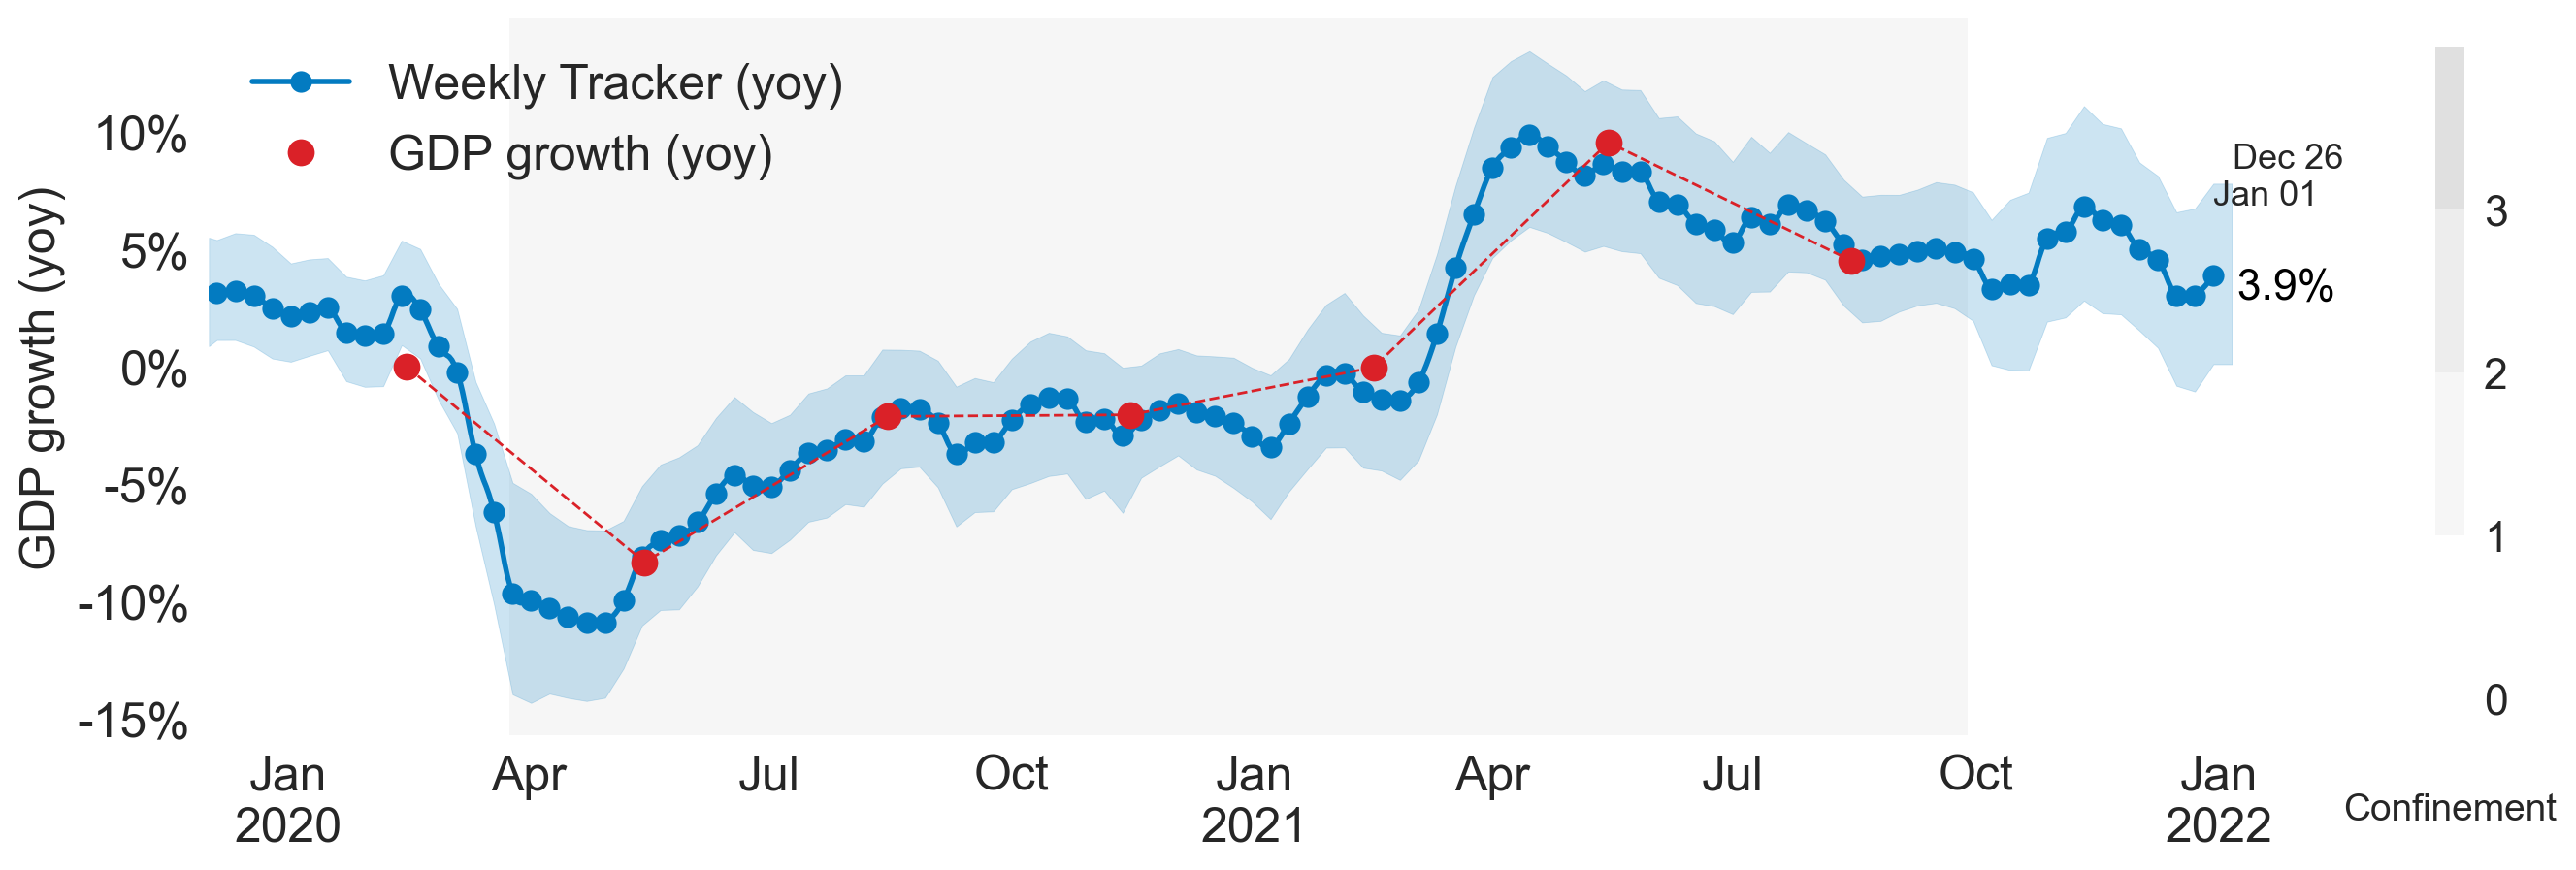 Weekly Tracker (yoy)
GDP growth (yoy)
GDP growth (yoy)
10%
5%
0%
-5%
-10%
-15%
Dec 26
Jan 01
3.9%
3
2
1
0
Jan Apr Jul Oct Jan Apr Jul Oct Jan
2020 2021 2022
Confinement